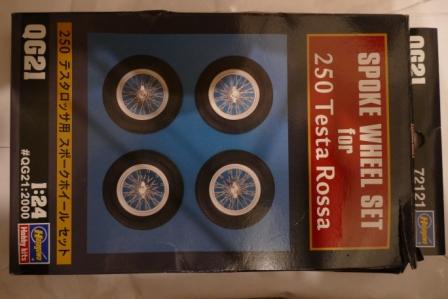 SPOKE WHEEL SET
for
250 Testa Rossa
QG21
250 テスタロッサ用 スポークホイール セット
1:24
#QG21:2000
Hasegawa
Hobby kits
QG21
72121